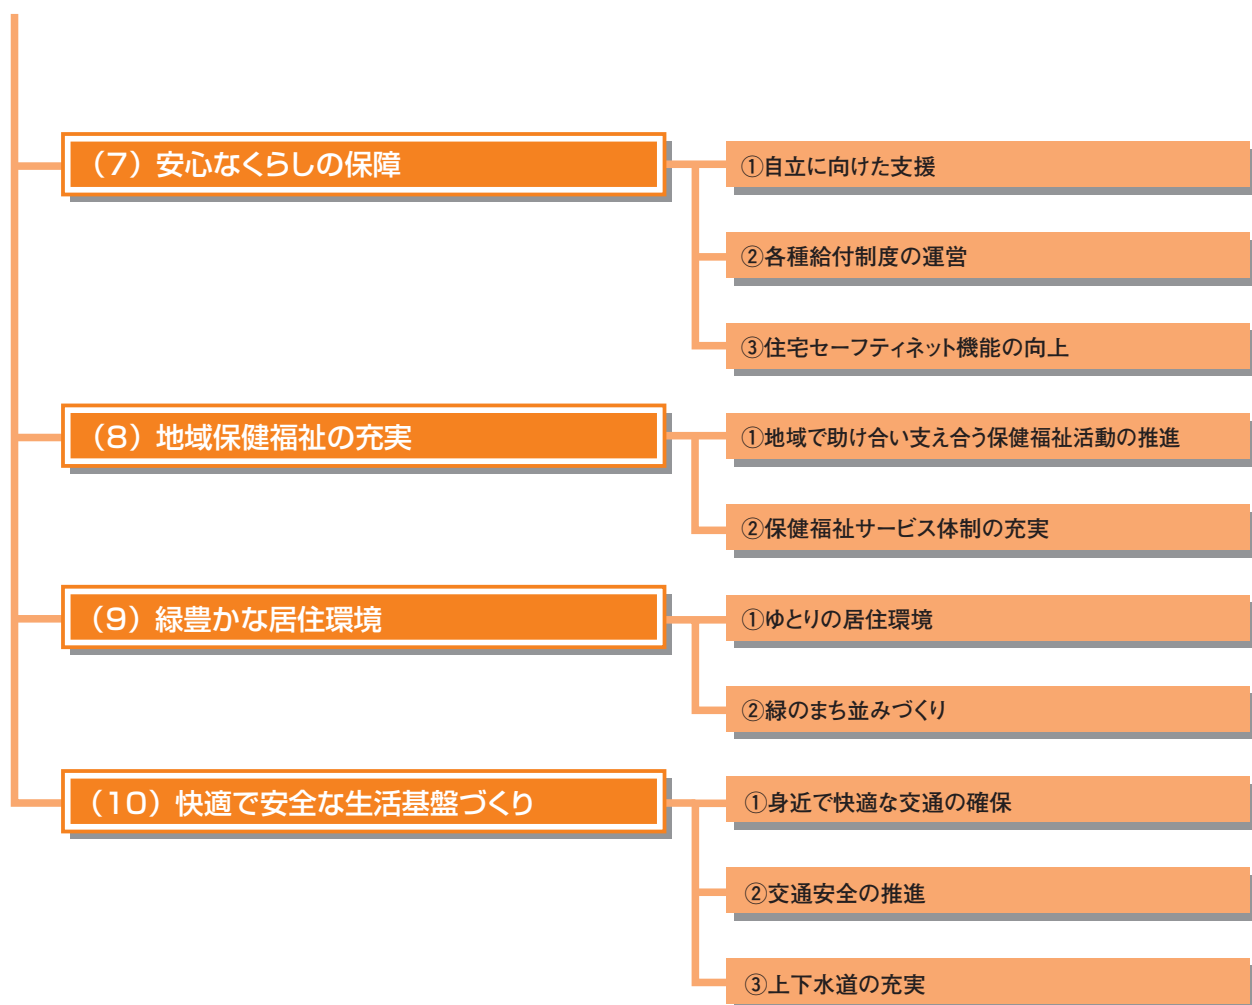 （7）安心なくらしの保障
①自立に向けた支援
②各種給付制度の運営
③住宅セーフティネット機能の向上
（8）地域保健福祉の充実
①地域で助け合い支え合う保健福祉活動の推進
②保健福祉サービス体制の充実
（9）緑豊かな居住環境
①ゆとりの居住環境
②緑のまち並みづくり
（10）快適で安全な生活基盤づくり
①身近で快適な交通の確保
②交通安全の推進
③上下水道の充実